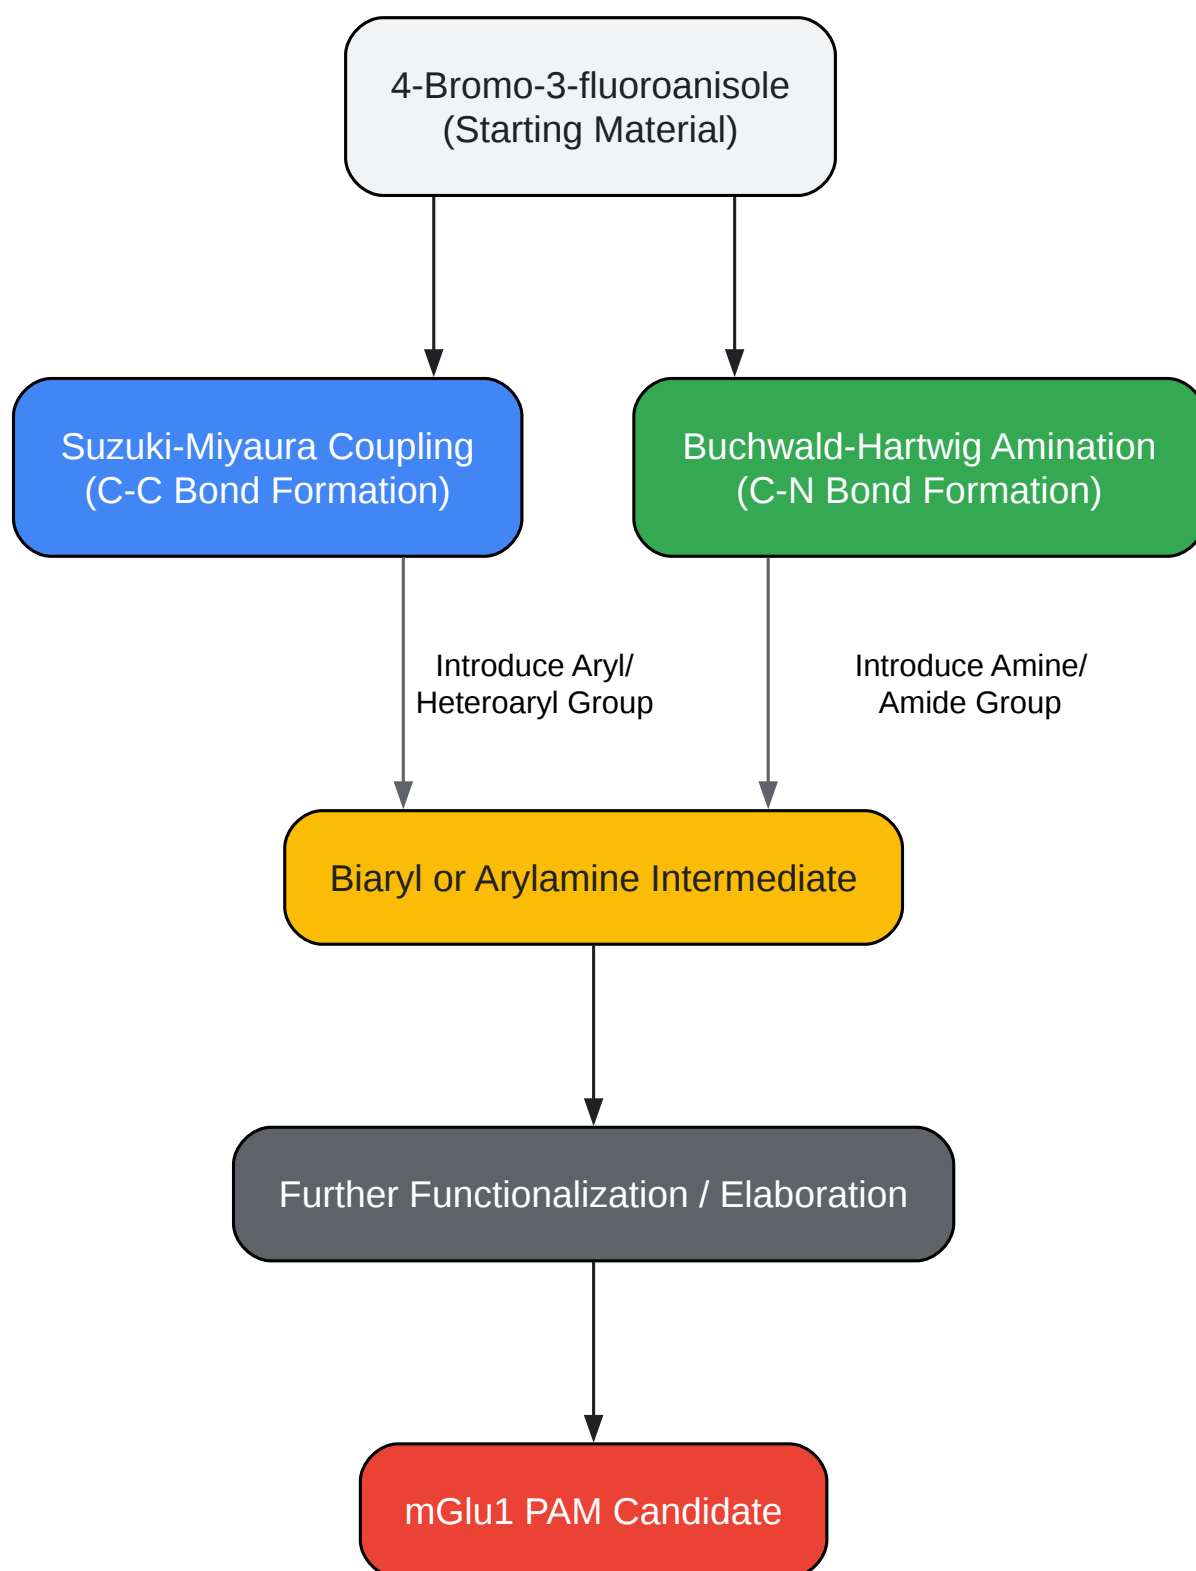 4-Bromo-3-fluoroanisole
(Starting Material)
Suzuki-Miyaura Coupling
(C-C Bond Formation)
Buchwald-Hartwig Amination
(C-N Bond Formation)
Introduce Aryl/
Heteroaryl Group
Introduce Amine/
Amide Group
Biaryl or Arylamine Intermediate
Further Functionalization / Elaboration
mGlu1 PAM Candidate